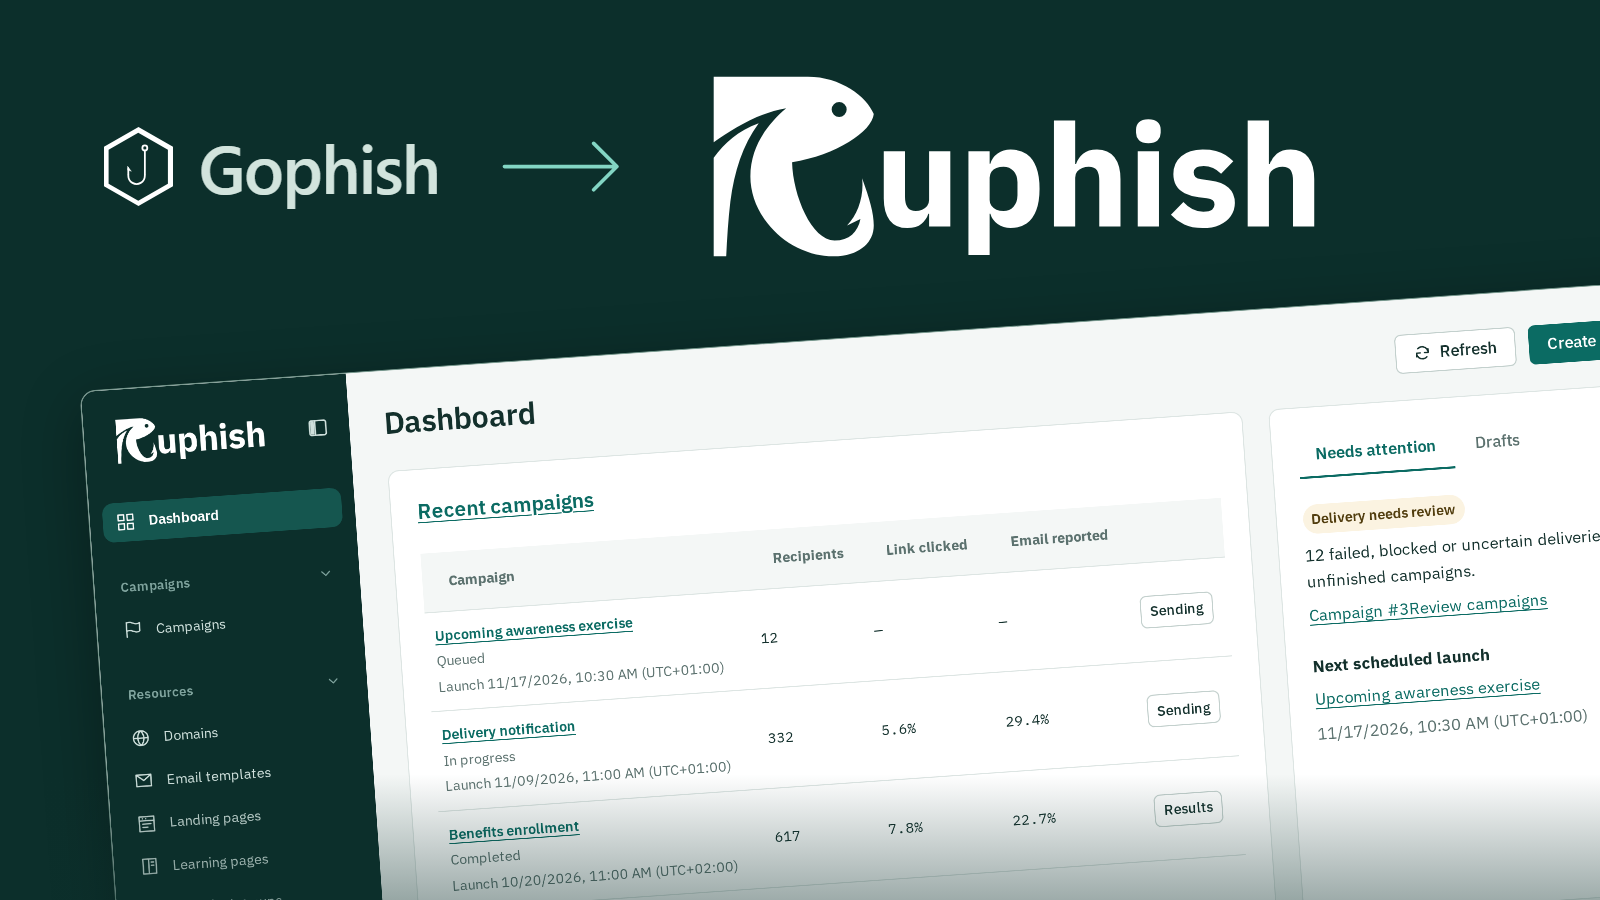 Gophish
Ruphish
Refresh
Create
Ruphish
Dashboard
Dashboard
Campaigns
Campaigns
Resources
Domains
Email templates
Landing pages
Learning pages
Recent campaigns
Campaign
Recipients
Link clicked
Email reported
Upcoming awareness exercise
Queued
Launch 11/17/2026, 10:30 AM (UTC+01:00)
12
–
–
Sending
Delivery notification
In progress
Launch 11/09/2026, 11:00 AM (UTC+01:00)
332
5.6%
29.4%
Sending
Benefits enrollment
Completed
Launch 10/20/2026, 11:00 AM (UTC+02:00)
617
7.8%
22.7%
Results
Needs attention
Drafts
Delivery needs review
12 failed, blocked or uncertain deliverie
unfinished campaigns.
Campaign #3Review campaigns
Next scheduled launch
Upcoming awareness exercise
11/17/2026, 10:30 AM (UTC+01:00)